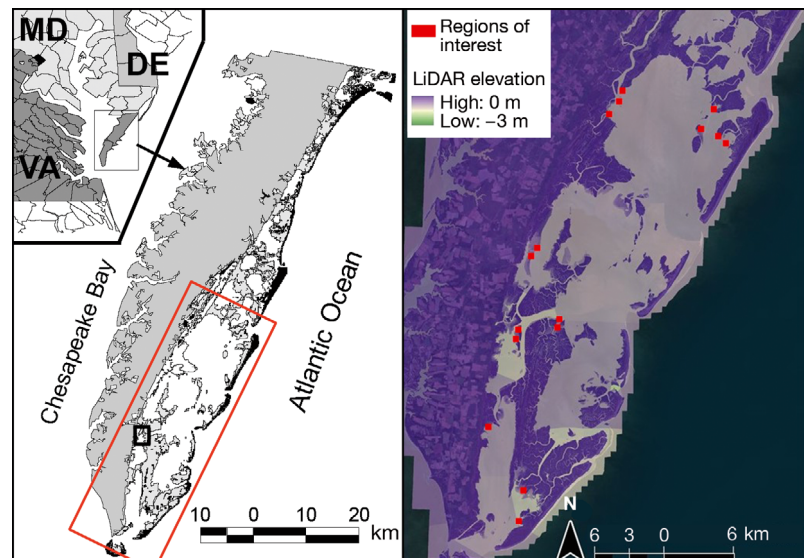 MD
DE
VA
Chesapeake Bay
Atlantic Ocean
10 0 10 20
km
Regions of
interest
LiDAR elevation
High: 0 m
Low: −3 m
N
6 3 0 6 km